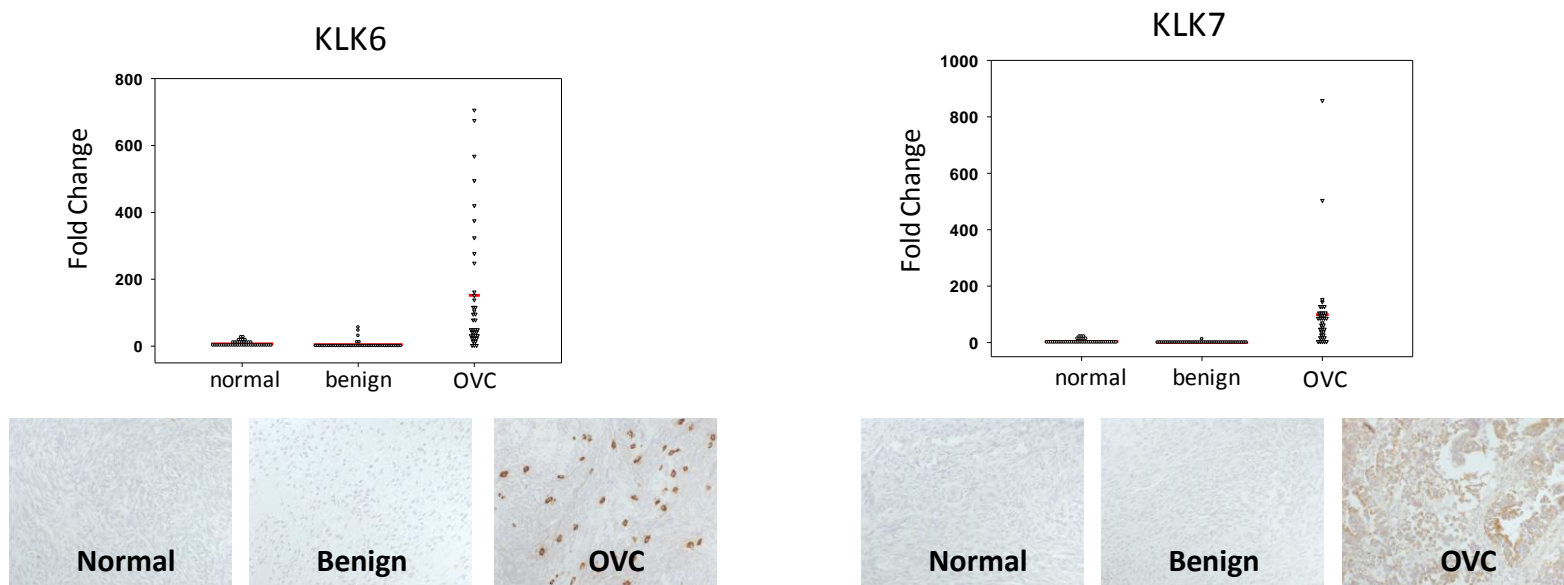 KLK6
Fold Change
800
600
400
200
0
normal benign OVC
Normal Benign OVC
KLK7
Fold Change
1000
800
600
400
200
0
normal benign OVC
Normal Benign OVC